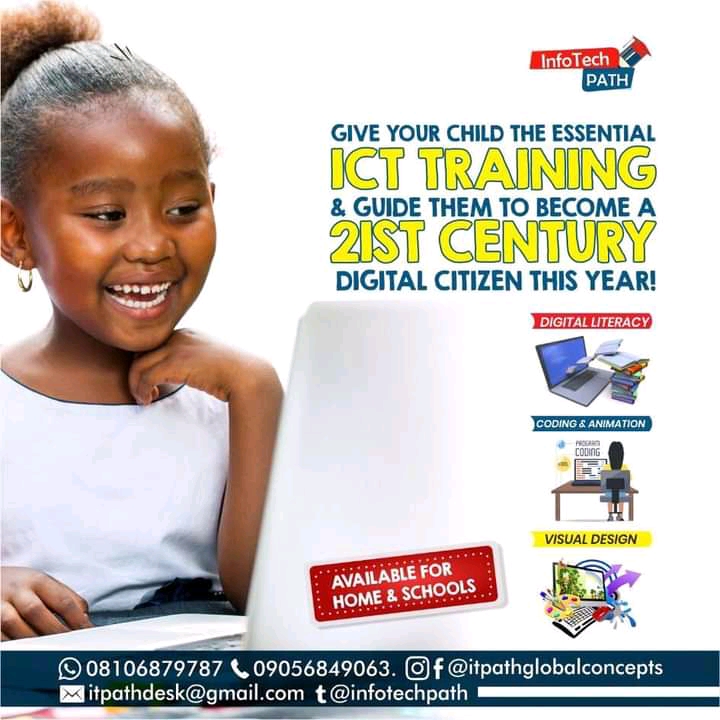 InfoTech
PATH
GIVE YOUR CHILD THE ESSENTIAL
ICT TRAINING
& GUIDE THEM TO BECOME A
21ST CENTURY
DIGITAL CITIZEN THIS YEAR!
DIGITAL LITERACY
CODING & ANIMATION
PROGRAM
CODING
VISUAL DESIGN
AVAILABLE FOR
HOME & SCHOOLS
08106879787 09056849063. @itpathglobalconcepts
itpathdesk@gmail.com t @infotechpath